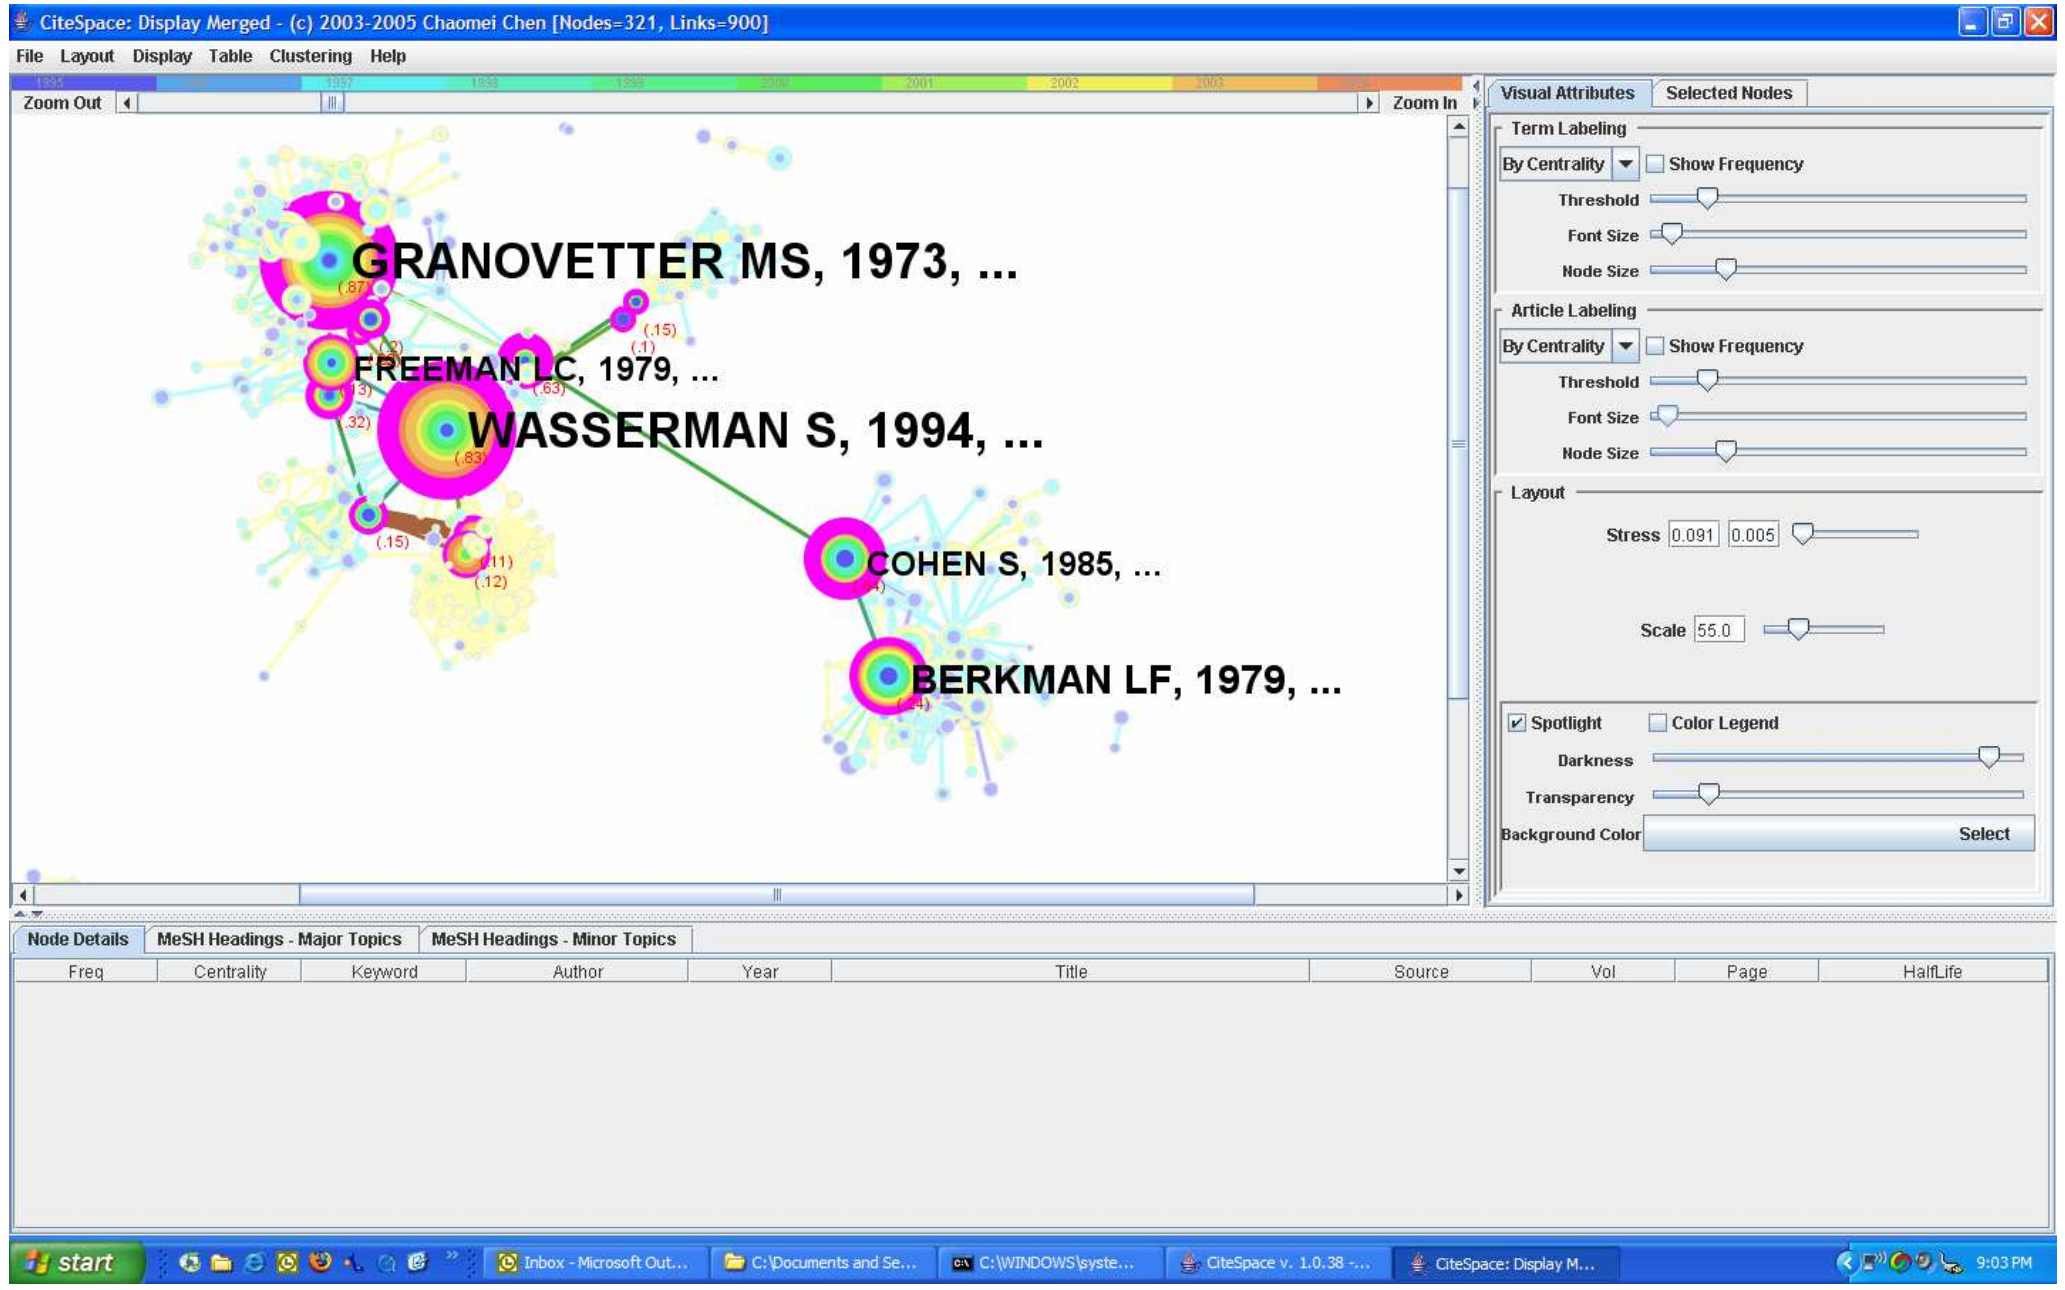 CiteSpace: Display Merged - (c) 2003-2005 Chaomei Chen [Nodes=321, Links=900]
File Layout Display Table Clustering Help
1995 1997 1998 1999 2000 2001 2002 2003
Zoom Out Zoom In
Visual Attributes Selected Nodes
Term Labeling
By Centrality Show Frequency
Threshold
Font Size
Node Size
Article Labeling
By Centrality Show Frequency
Threshold
Font Size
Node Size
Layout
Stress 0.091 0.005
Scale 55.0
Spotlight Color Legend
Darkness
Transparency
Background Color Select
GRANOVETTER MS, 1973, ...
(.87)
(.15)
(.1)
(.2)
FREEMAN LC, 1979, ...
(.63)
.13)
.32)
WASSERMAN S, 1994, ...
(.83)
(.15)
(.11)
(.12)
COHEN S, 1985, ...
BERKMAN LF, 1979, ...
Node Details MeSH Headings - Major Topics MeSH Headings - Minor Topics
Freq Centrality Keyword Author Year Title Source Vol Page HalfLife
start Inbox - Microsoft Out... C:\Documents and Se... C:\WINDOWS\syste... CiteSpace v. 1.0.38 -... CiteSpace: Display M... 9:03 PM